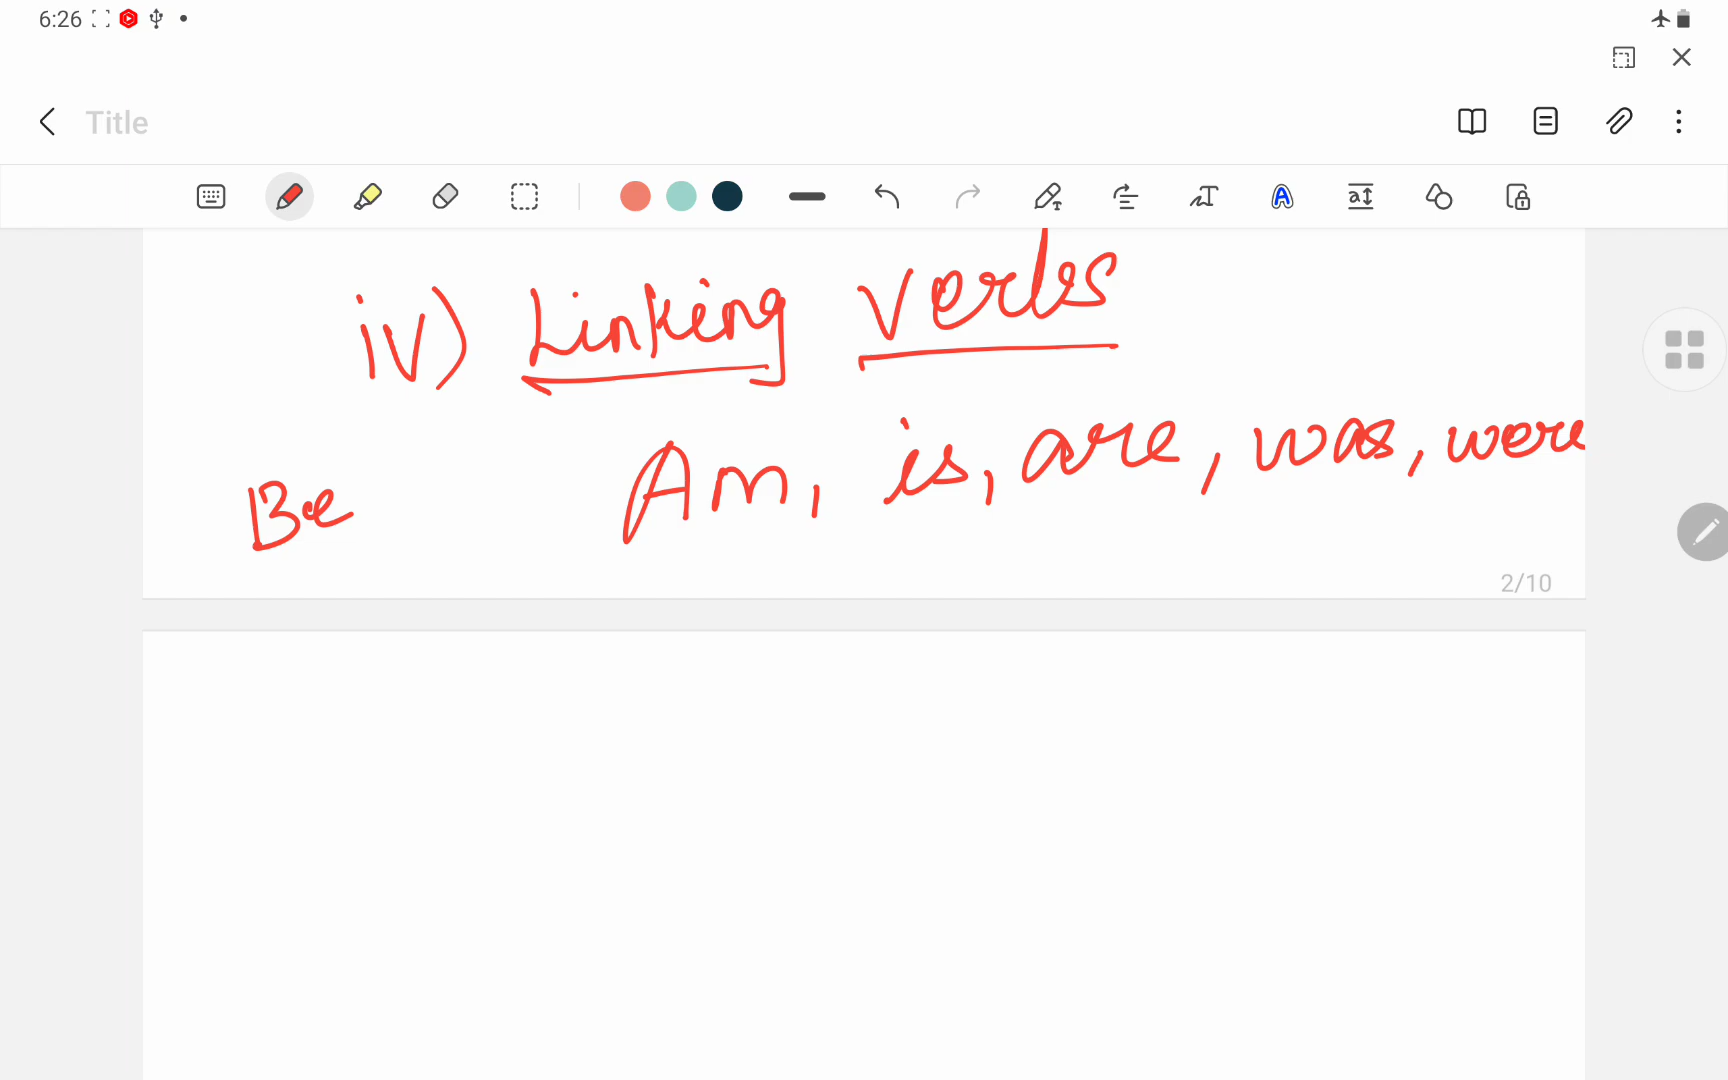 6:26
Title
iv) Linking verbs
Be Am, is, are, was, were
2/10